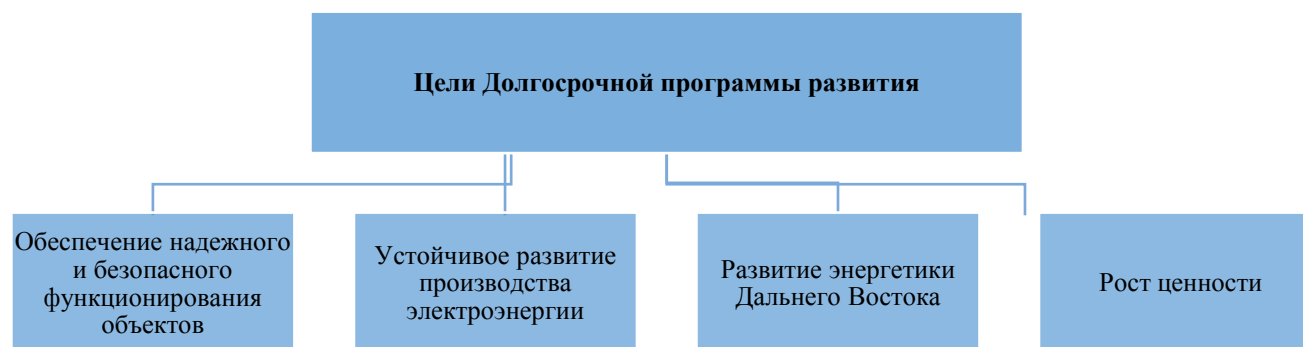 Цели Долгосрочной программы развития
Обеспечение надежного
и безопасного
функционирования
объектов
Устойчивое развитие
производства
электроэнергии
Развитие энергетики
Дальнего Востока
Рост ценности